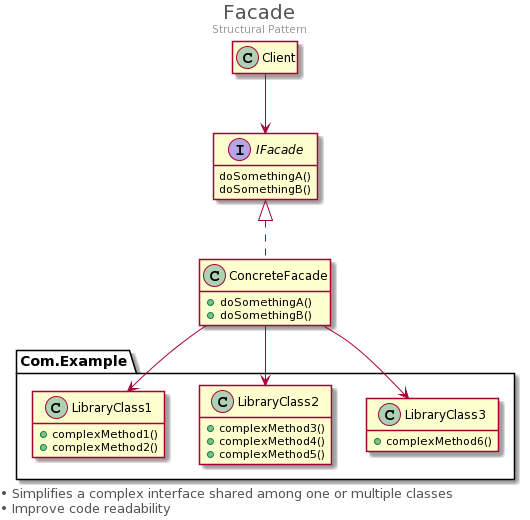 Facade
Structural Pattern
C Client
I IFacade
doSomethingA()
doSomethingB()
C ConcreteFacade
doSomethingA()
doSomethingB()
Com.Example
C LibraryClass1
complexMethod1()
complexMethod2()
C LibraryClass2
complexMethod3()
complexMethod4()
complexMethod5()
C LibraryClass3
complexMethod6()
• Simplifies a complex interface shared among one or multiple classes
• Improve code readability